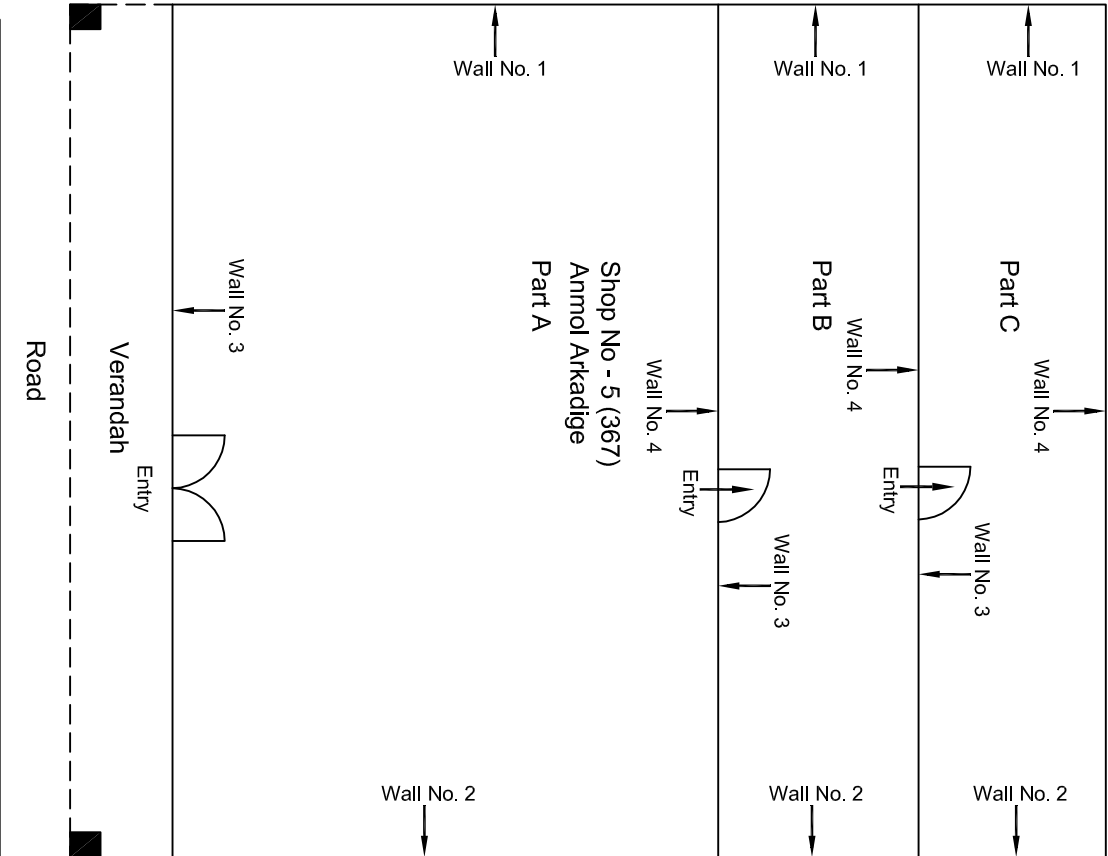 Wall No. 1
Wall No. 1
Wall No. 1
Part C
Wall No. 4
Entry
Wall No. 3
Wall No. 2
Part B
Wall No. 4
Entry
Wall No. 3
Wall No. 2
Shop No - 5 (367)
Anmol Arkadige
Part A
Wall No. 4
Wall No. 3
Wall No. 2
Entry
Verandah
Road